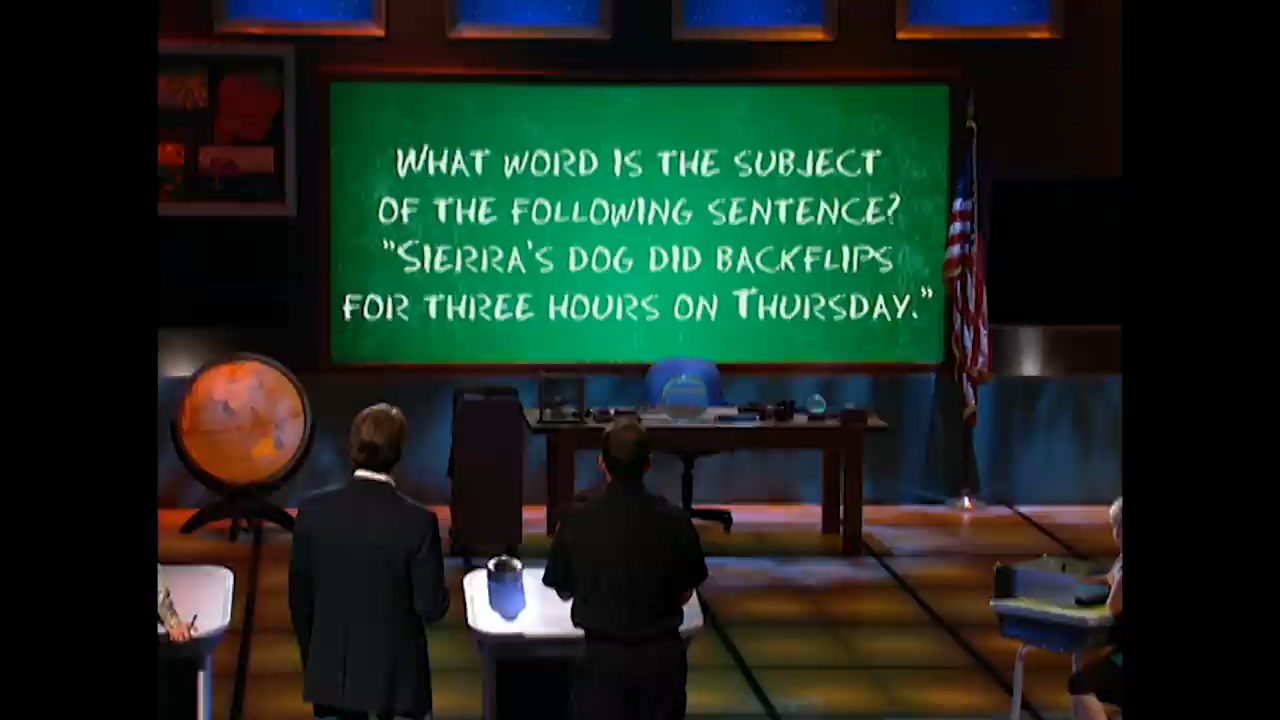 WHAT WORD IS THE SUBJECT
OF THE FOLLOWING SENTENCE?
"SIERRA'S DOG DID BACKFLIPS
FOR THREE HOURS ON THURSDAY."